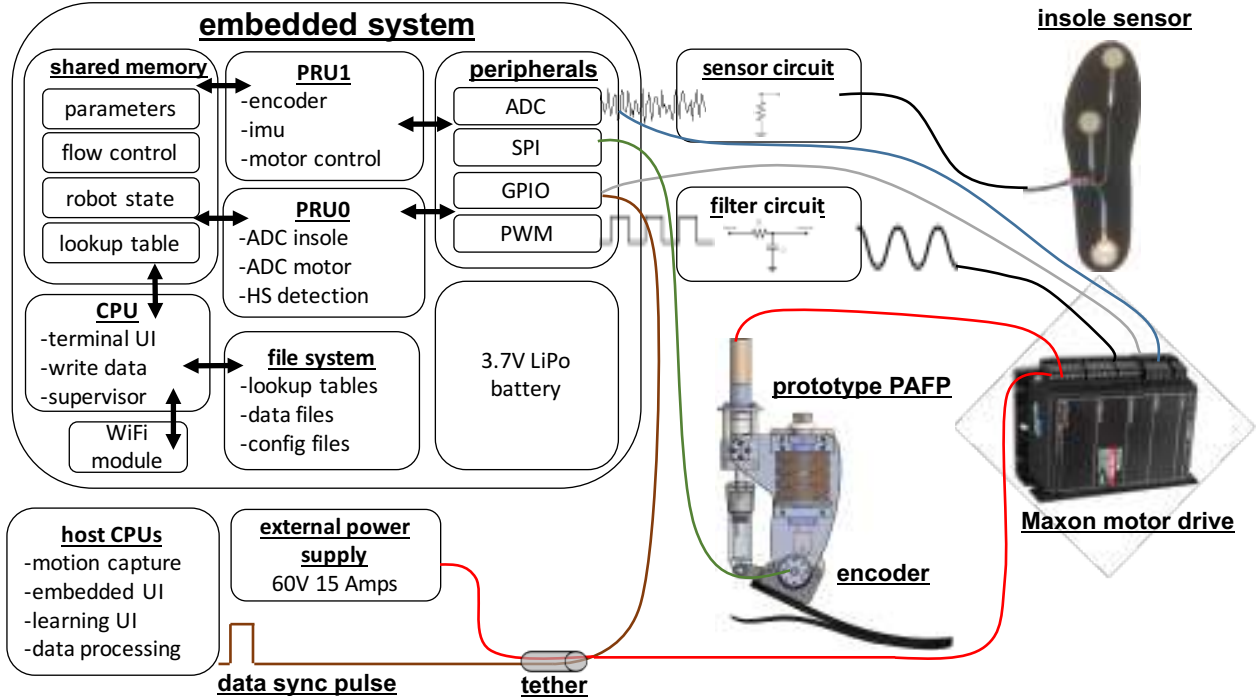 embedded system
shared memory
parameters
flow control
robot state
lookup table
PRU1
-encoder
-imu
-motor control
PRU0
-ADC insole
-ADC motor
-HS detection
peripherals
ADC
SPI
GPIO
PWM
CPU
-terminal UI
-write data
-supervisor
WiFi
module
file system
-lookup tables
-data files
-config files
3.7V LiPo
battery
sensor circuit
filter circuit
insole sensor
prototype PAFP
encoder
Maxon motor drive
host CPUs
-motion capture
-embedded UI
-learning UI
-data processing
external power
supply
60V 15 Amps
data sync pulse
tether